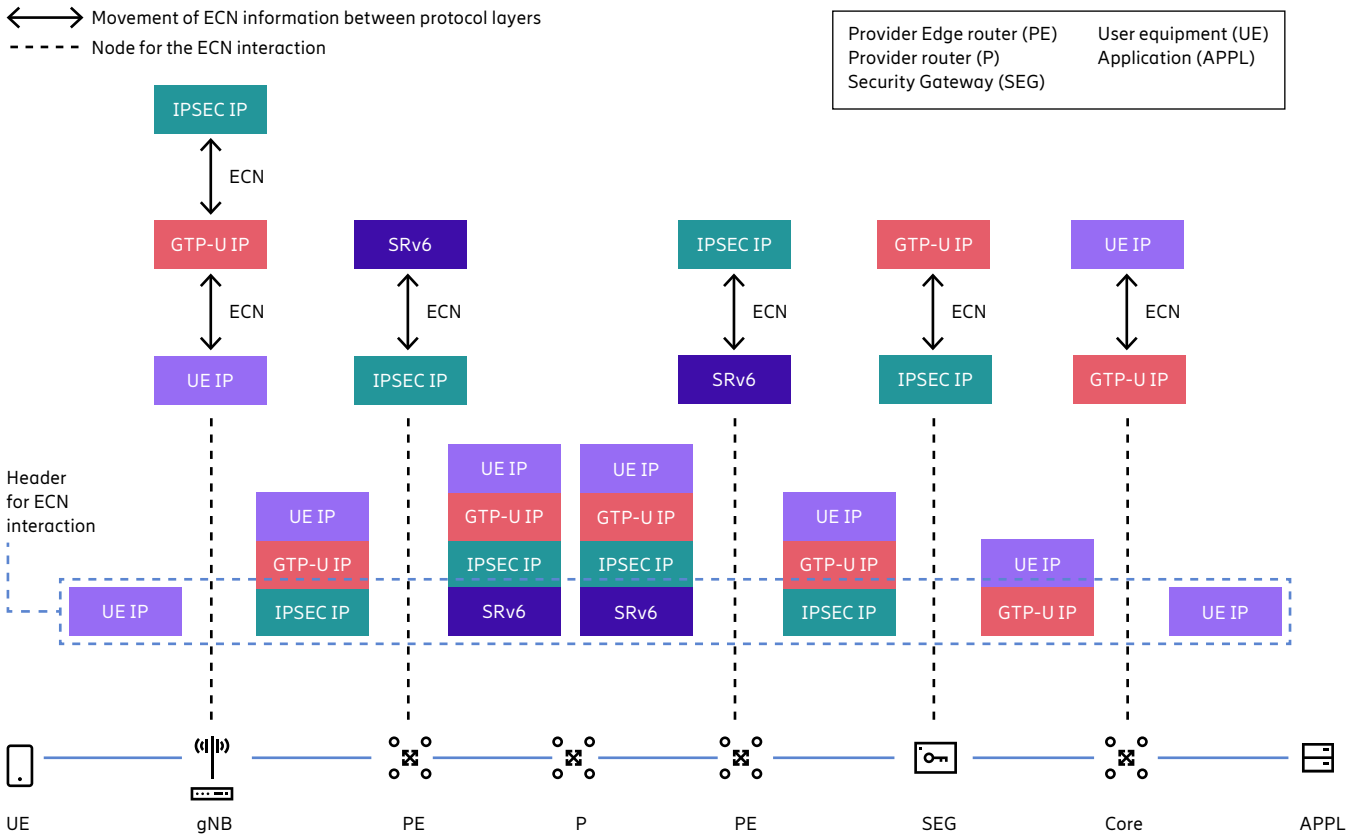 Movement of ECN information between protocol layers
Node for the ECN interaction
Provider Edge router (PE)
Provider router (P)
Security Gateway (SEG)
User equipment (UE)
Application (APPL)
IPSEC IP
ECN
GTP-U IP
SRv6
IPSEC IP
GTP-U IP
UE IP
ECN
ECN
ECN
ECN
ECN
UE IP
IPSEC IP
SRv6
IPSEC IP
GTP-U IP
Header
for ECN
interaction
UE IP
UE IP
GTP-U IP
IPSEC IP
UE IP
GTP-U IP
IPSEC IP
SRv6
UE IP
GTP-U IP
IPSEC IP
SRv6
UE IP
GTP-U IP
IPSEC IP
UE IP
GTP-U IP
UE IP
UE
gNB
PE
P
PE
SEG
Core
APPL